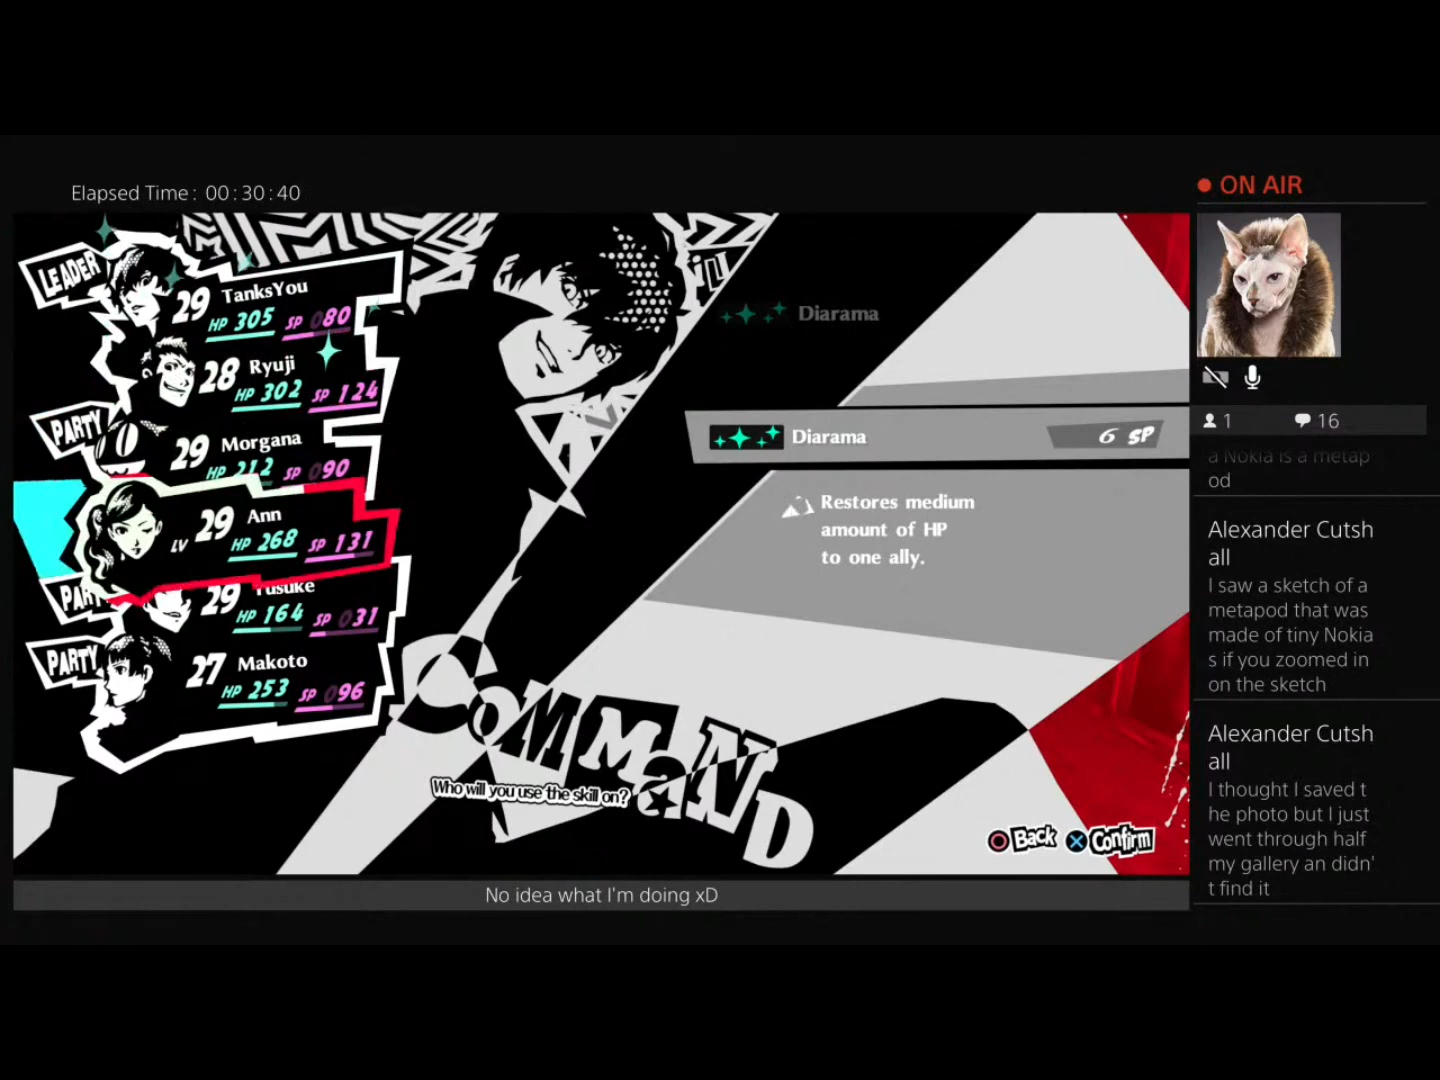 Elapsed Time: 00:30:40
ON AIR
LEADER
29 TanksYou
HP 305 SP 080
28 Ryuji
HP 302 SP 124
PARTY
29 Morgana
HP 212 SP 090
LV 29 Ann
HP 268 SP 131
PARTY
29 Yusuke
HP 164 SP 031
PARTY
27 Makoto
HP 253 SP 096
Diarama
Diarama 6 SP
Restores medium
amount of HP
to one ally.
COMMaND
Who will you use the skill on?
Back Confirm
No idea what I'm doing xD
1 16
a Nokia is a metap
od
Alexander Cutsh
all
I saw a sketch of a
metapod that was
made of tiny Nokia
s if you zoomed in
on the sketch
Alexander Cutsh
all
I thought I saved t
he photo but I just
went through half
my gallery an didn'
t find it